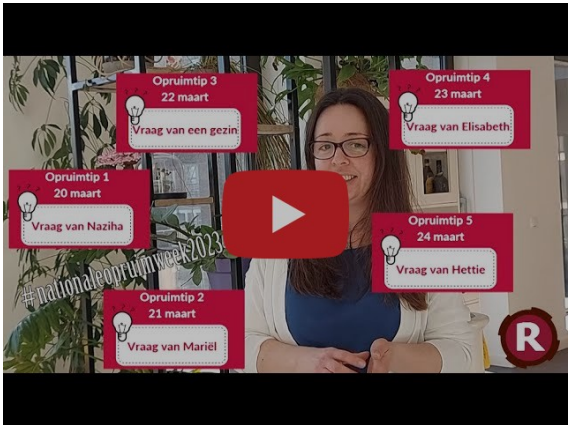 Opruimtip 3
22 maart
Vraag van een gezin
Opruimtip 4
23 maart
Vraag van Elisabeth
Opruimtip 1
20 maart
Vraag van Naziha
#nationaleopruimweek2023
Opruimtip 5
24 maart
Vraag van Hettie
Opruimtip 2
21 maart
Vraag van Mariël
R